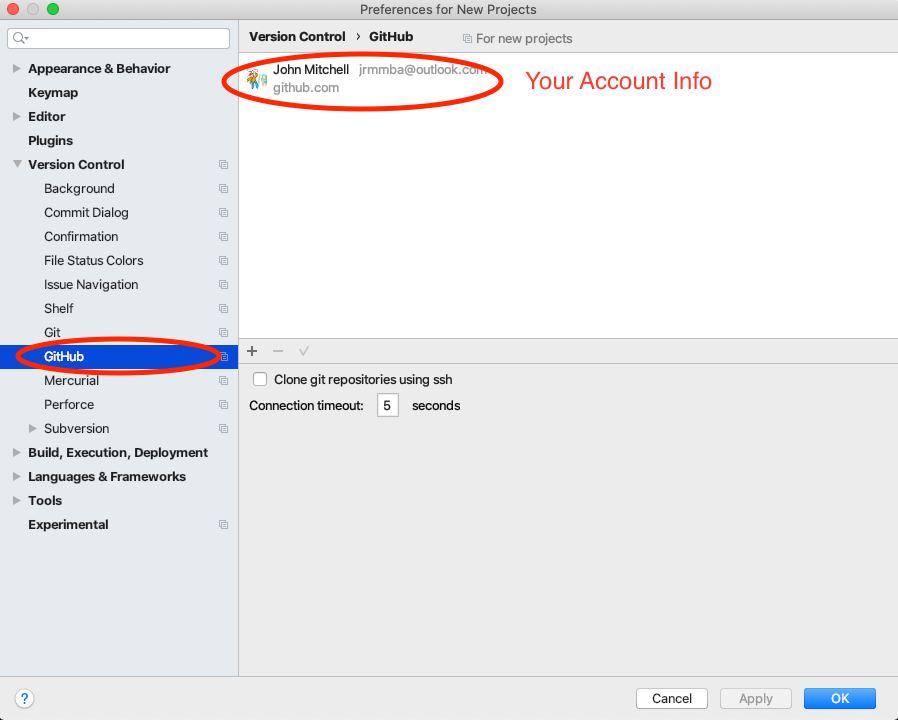 Preferences for New Projects
Version Control › GitHub
For new projects
Appearance & Behavior
Keymap
Editor
Plugins
Version Control
Background
Commit Dialog
Confirmation
File Status Colors
Issue Navigation
Shelf
Git
GitHub
Mercurial
Perforce
Subversion
Build, Execution, Deployment
Languages & Frameworks
Tools
Experimental
John Mitchell jrmmba@outlook.com
github.com
Your Account Info
Clone git repositories using ssh
Connection timeout: 5 seconds
?
Cancel
Apply
OK